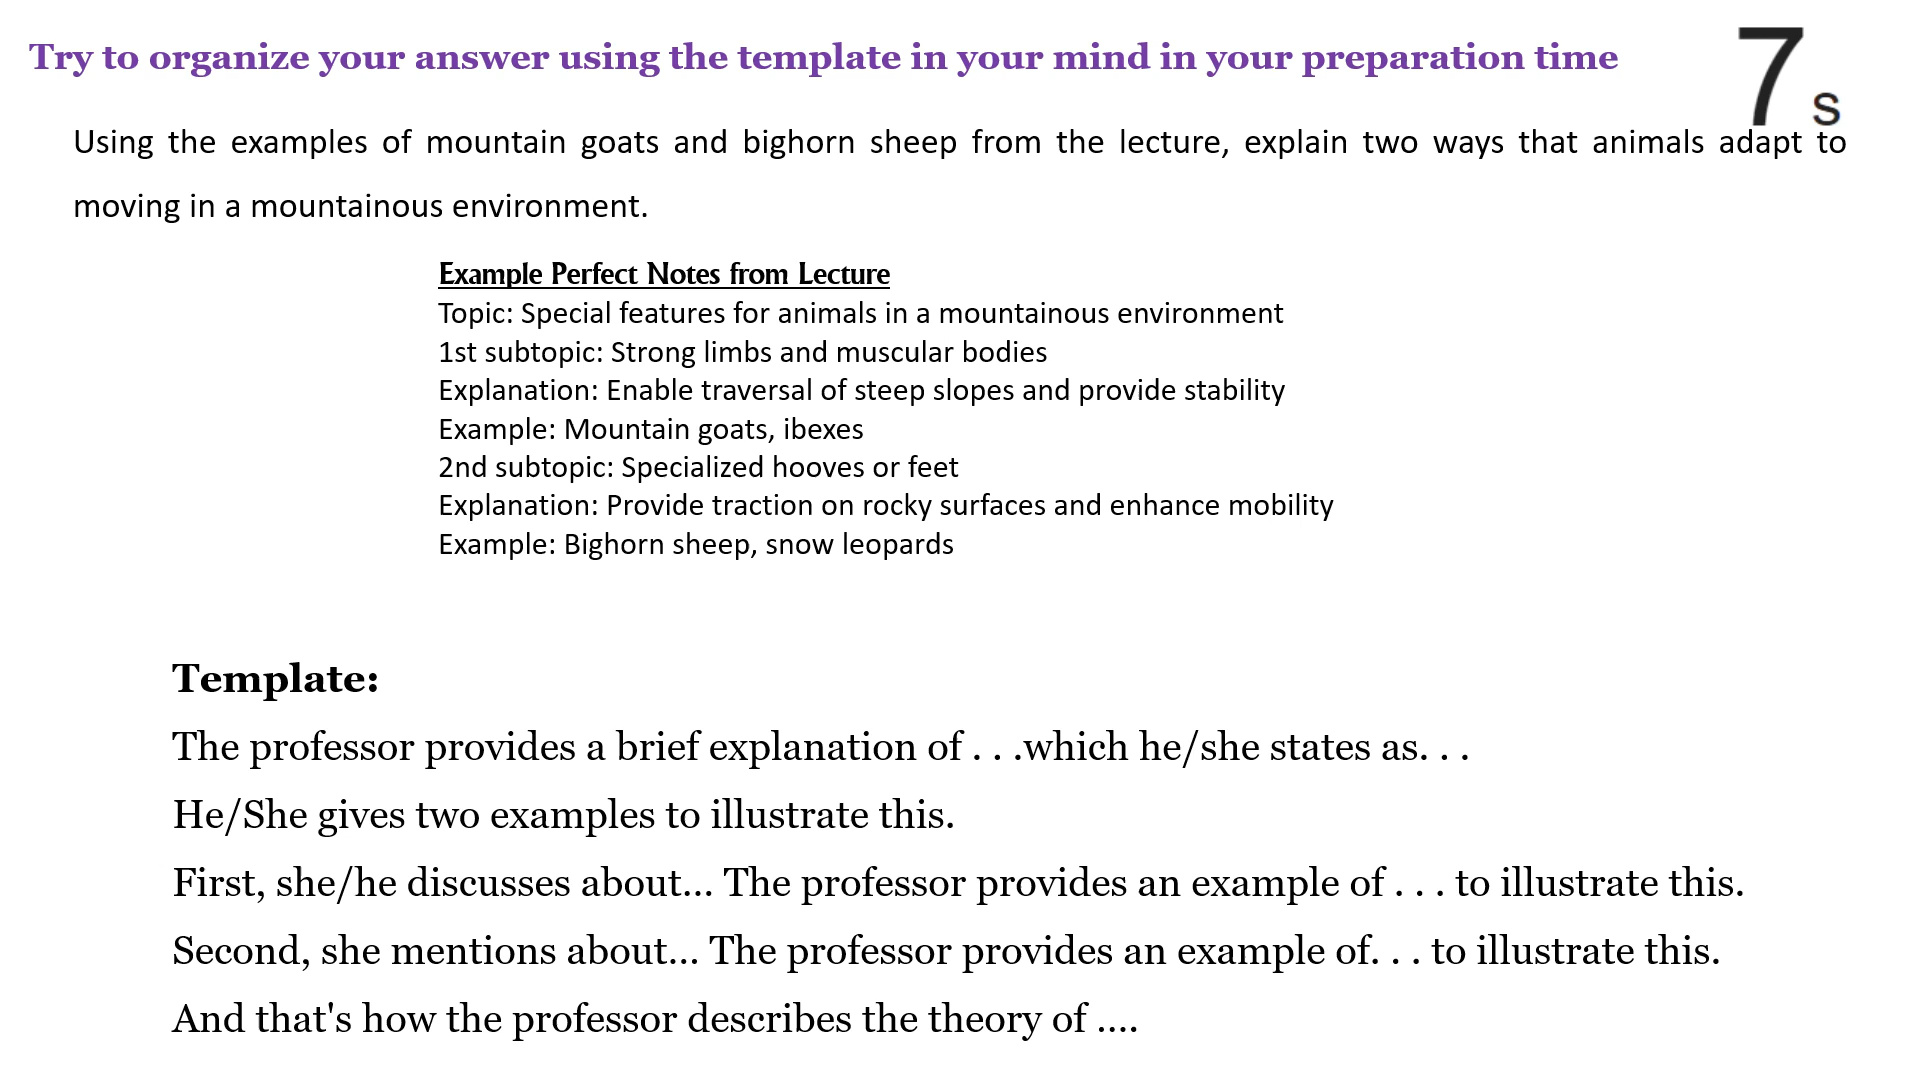 Try to organize your answer using the template in your mind in your preparation time
7 s
Using the examples of mountain goats and bighorn sheep from the lecture, explain two ways that animals adapt to
moving in a mountainous environment.
Example Perfect Notes from Lecture
Topic: Special features for animals in a mountainous environment
1st subtopic: Strong limbs and muscular bodies
Explanation: Enable traversal of steep slopes and provide stability
Example: Mountain goats, ibexes
2nd subtopic: Specialized hooves or feet
Explanation: Provide traction on rocky surfaces and enhance mobility
Example: Bighorn sheep, snow leopards
Template:
The professor provides a brief explanation of . . .which he/she states as. . .
He/She gives two examples to illustrate this.
First, she/he discusses about... The professor provides an example of . . . to illustrate this.
Second, she mentions about... The professor provides an example of. . . to illustrate this.
And that's how the professor describes the theory of ....